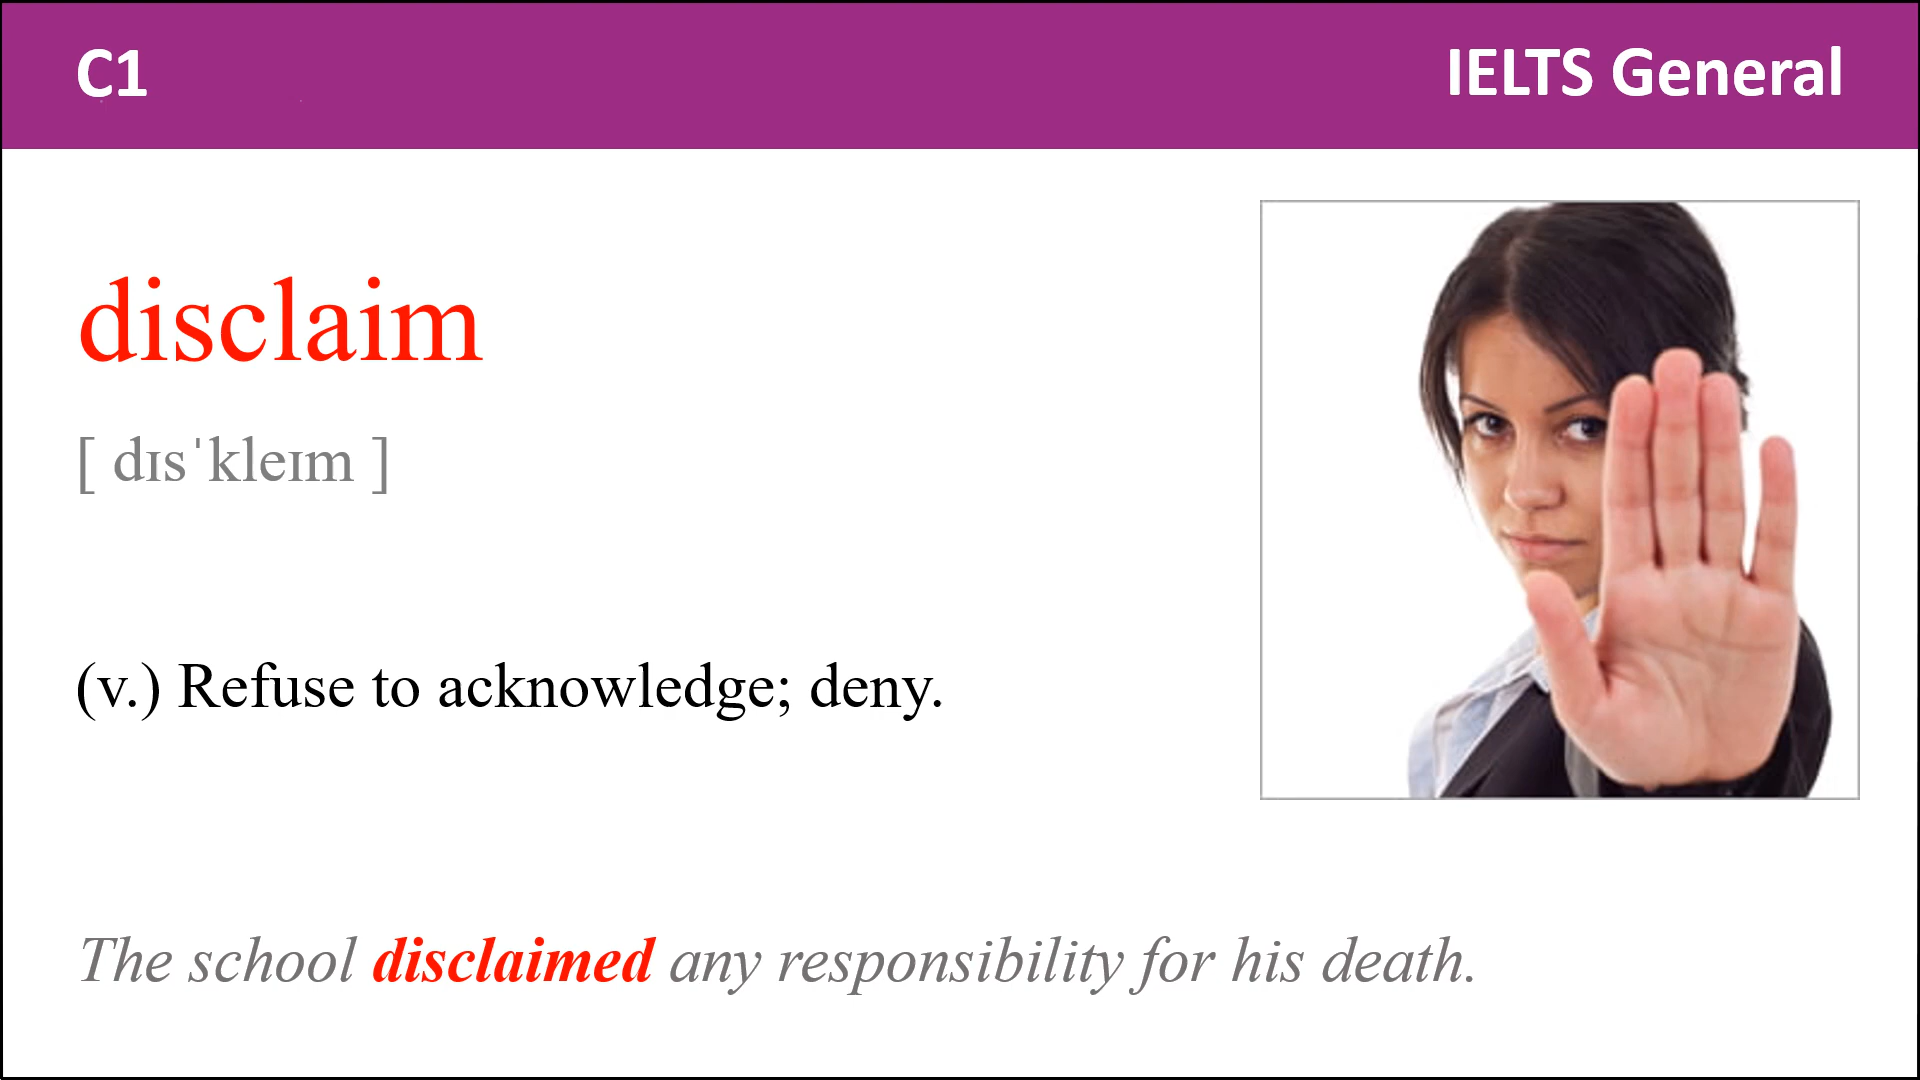 C1
IELTS General
disclaim
[ dɪsˈkleɪm ]
(v.) Refuse to acknowledge; deny.
The school disclaimed any responsibility for his death.